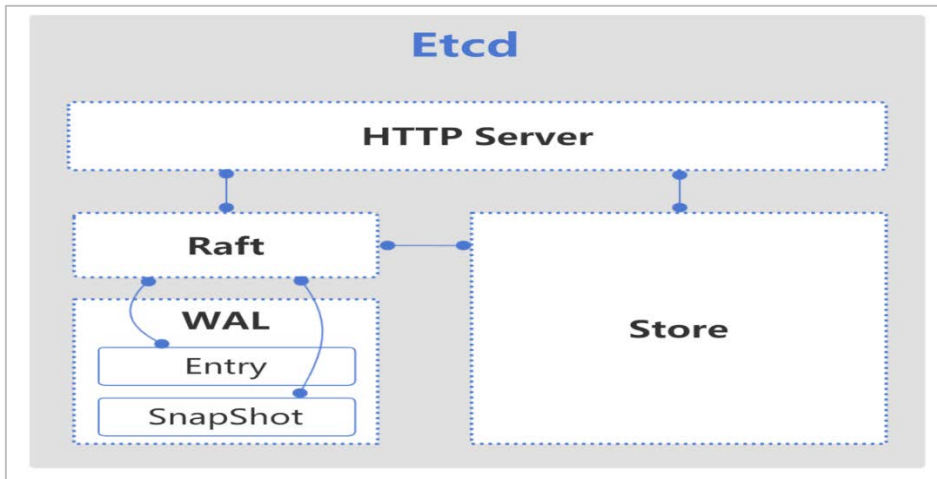 Etcd
HTTP Server
Raft
WAL
Entry
SnapShot
Store